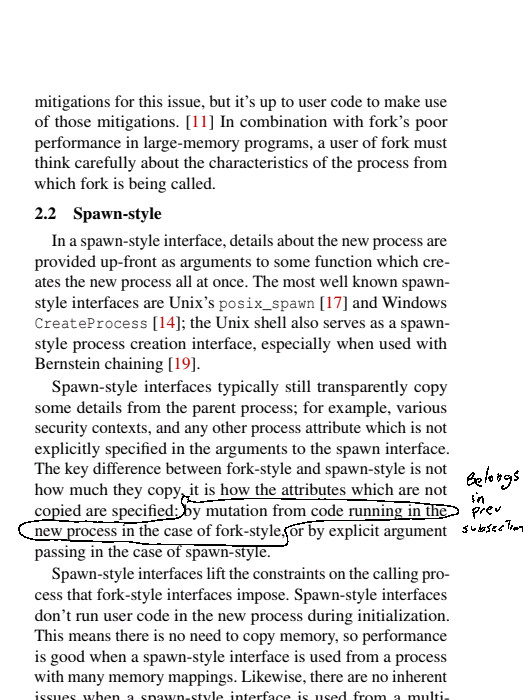 mitigations for this issue, but it's up to user code to make use
of those mitigations. [11] In combination with fork's poor
performance in large-memory programs, a user of fork must
think carefully about the characteristics of the process from
which fork is being called.
2.2 Spawn-style
In a spawn-style interface, details about the new process are
provided up-front as arguments to some function which cre-
ates the new process all at once. The most well known spawn-
style interfaces are Unix's posix_spawn [17] and Windows
CreateProcess [14]; the Unix shell also serves as a spawn-
style process creation interface, especially when used with
Bernstein chaining [19].
Spawn-style interfaces typically still transparently copy
some details from the parent process; for example, various
security contexts, and any other process attribute which is not
explicitly specified in the arguments to the spawn interface.
The key difference between fork-style and spawn-style is not
how much they copy, it is how the attributes which are not
copied are specified: by mutation from code running in the
new process in the case of fork-style, or by explicit argument
passing in the case of spawn-style.
Belongs
in
prev
subsection
Spawn-style interfaces lift the constraints on the calling pro-
cess that fork-style interfaces impose. Spawn-style interfaces
don't run user code in the new process during initialization.
This means there is no need to copy memory, so performance
is good when a spawn-style interface is used from a process
with many memory mappings. Likewise, there are no inherent
issues when a spawn-style interface is used from a multi-